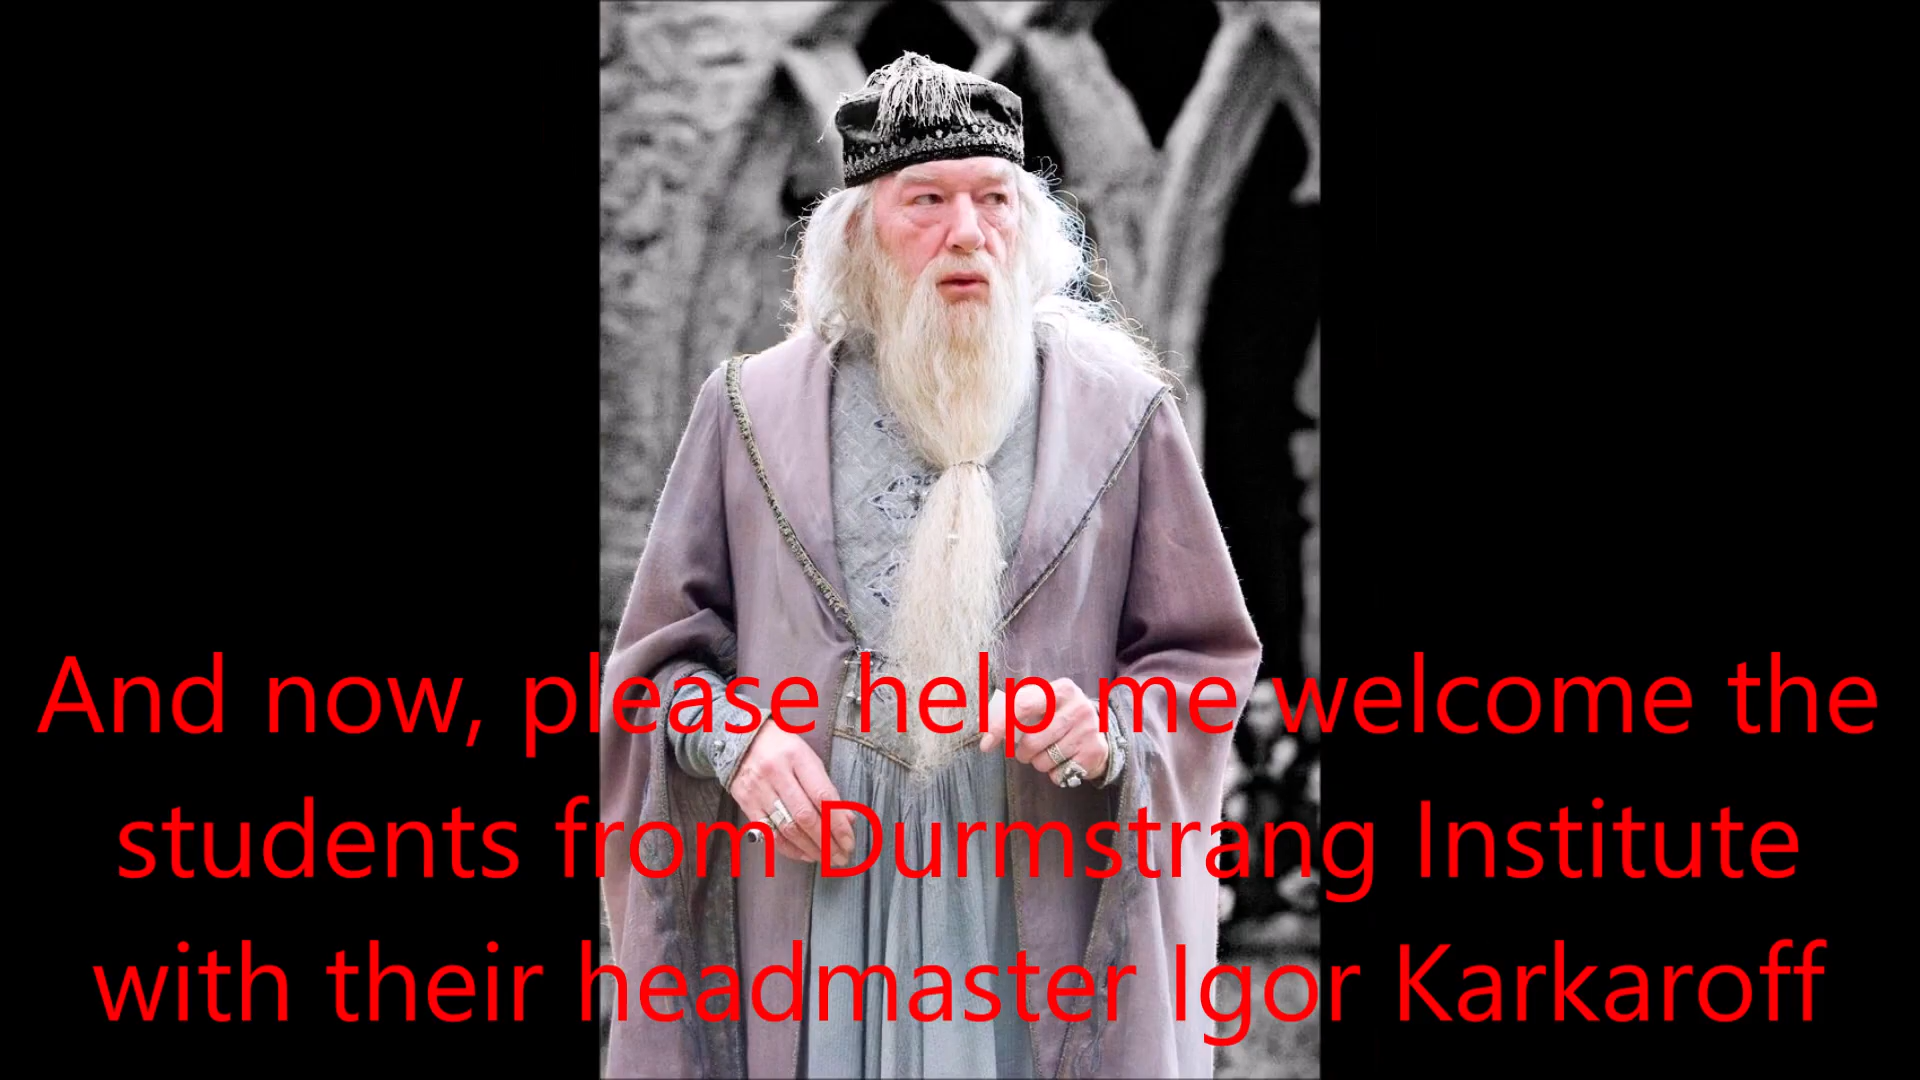 And now, please help me welcome the
students from Durmstrang Institute
with their headmaster Igor Karkaroff